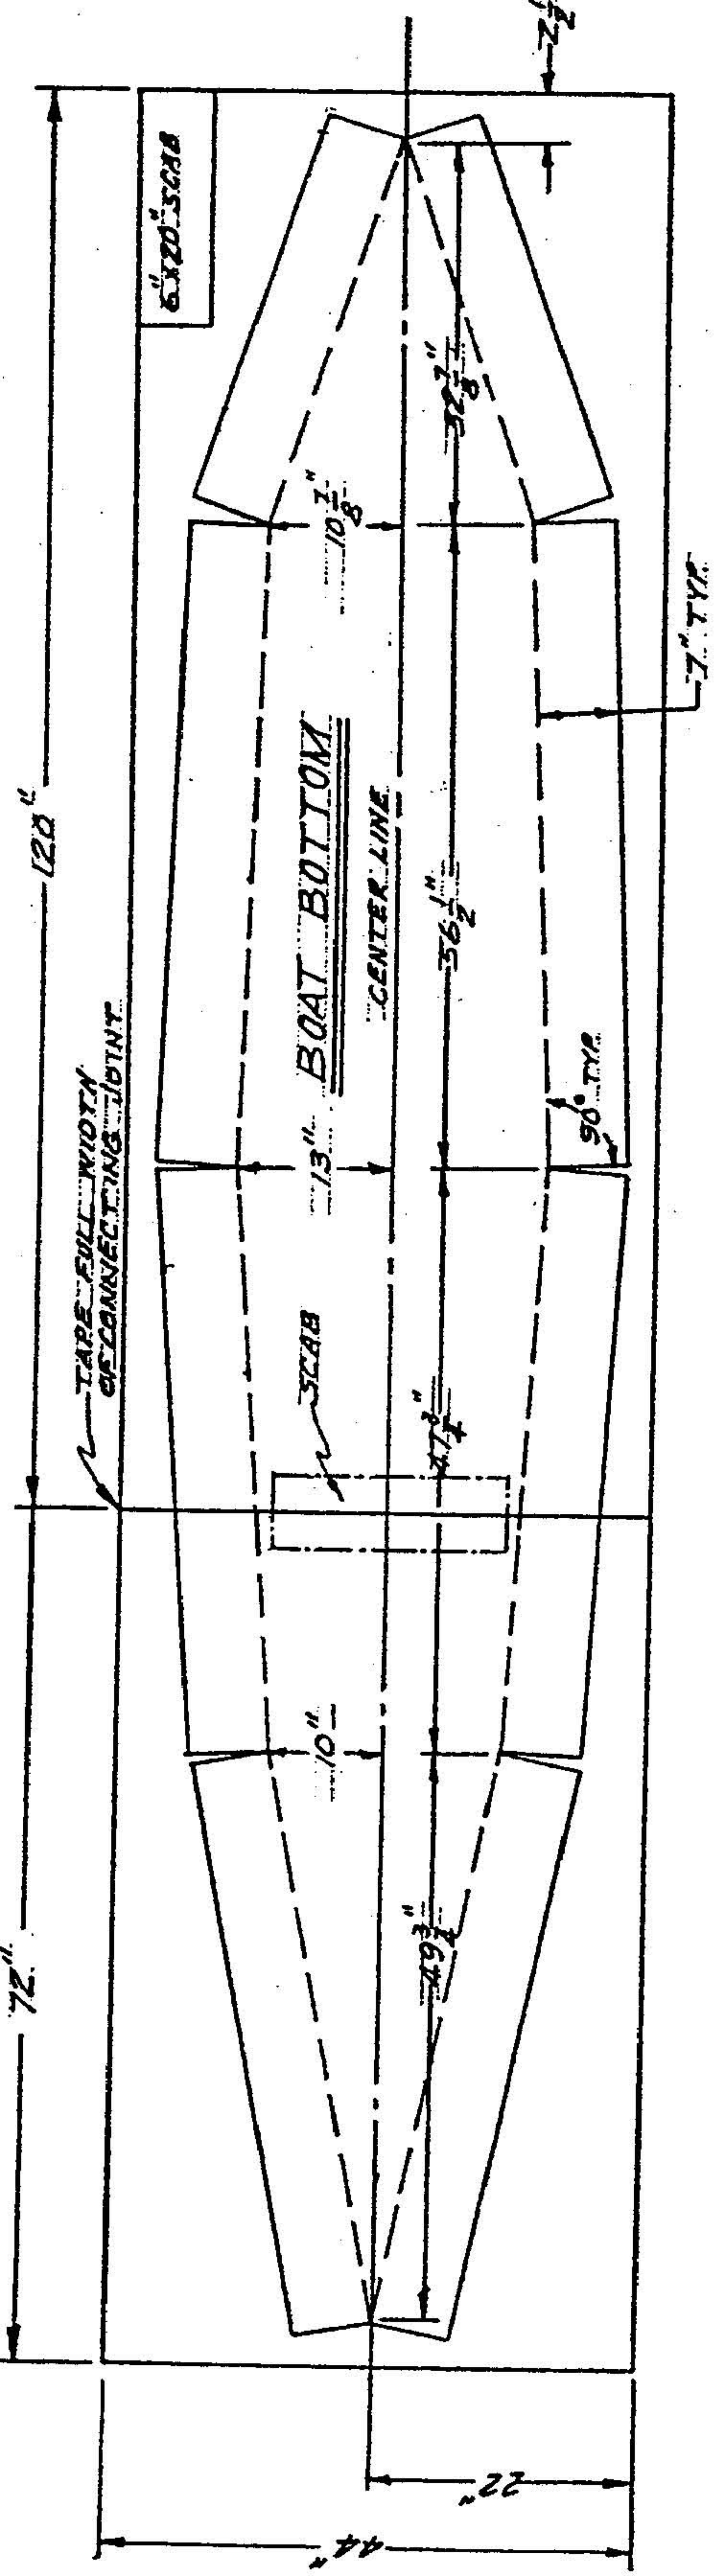 72"
120"
2 1/2
TAPE FULL WIDTH
OF CONNECTING JOINT
6"X20" SCAB
10 7/8"
32 7/8"
BOAT BOTTOM
CENTER LINE
56 1/2"
13"
SCAB
47 3/4"
90° TYP.
7" TYP.
10"
49 3/4"
22"
44"